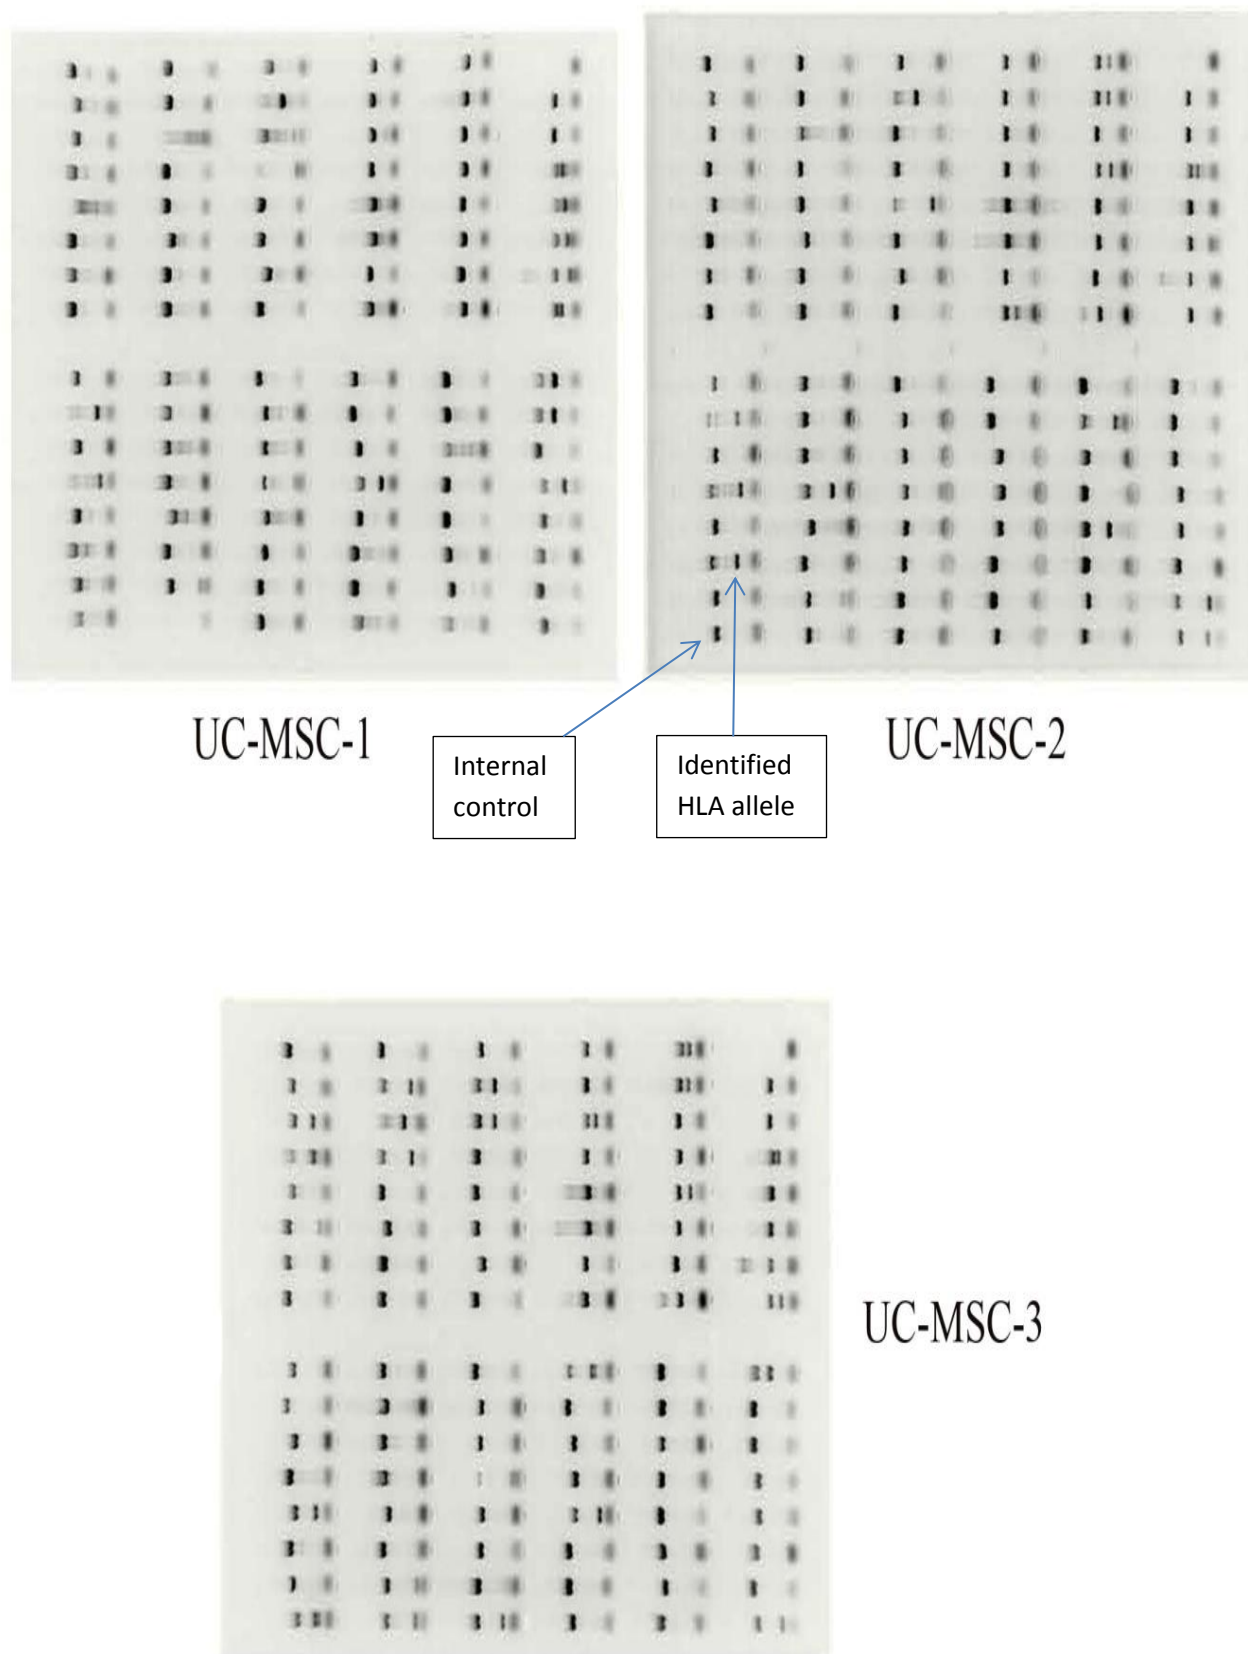 UC-MSC-1
Internal
control
Identified
HLA allele
UC-MSC-2
UC-MSC-3